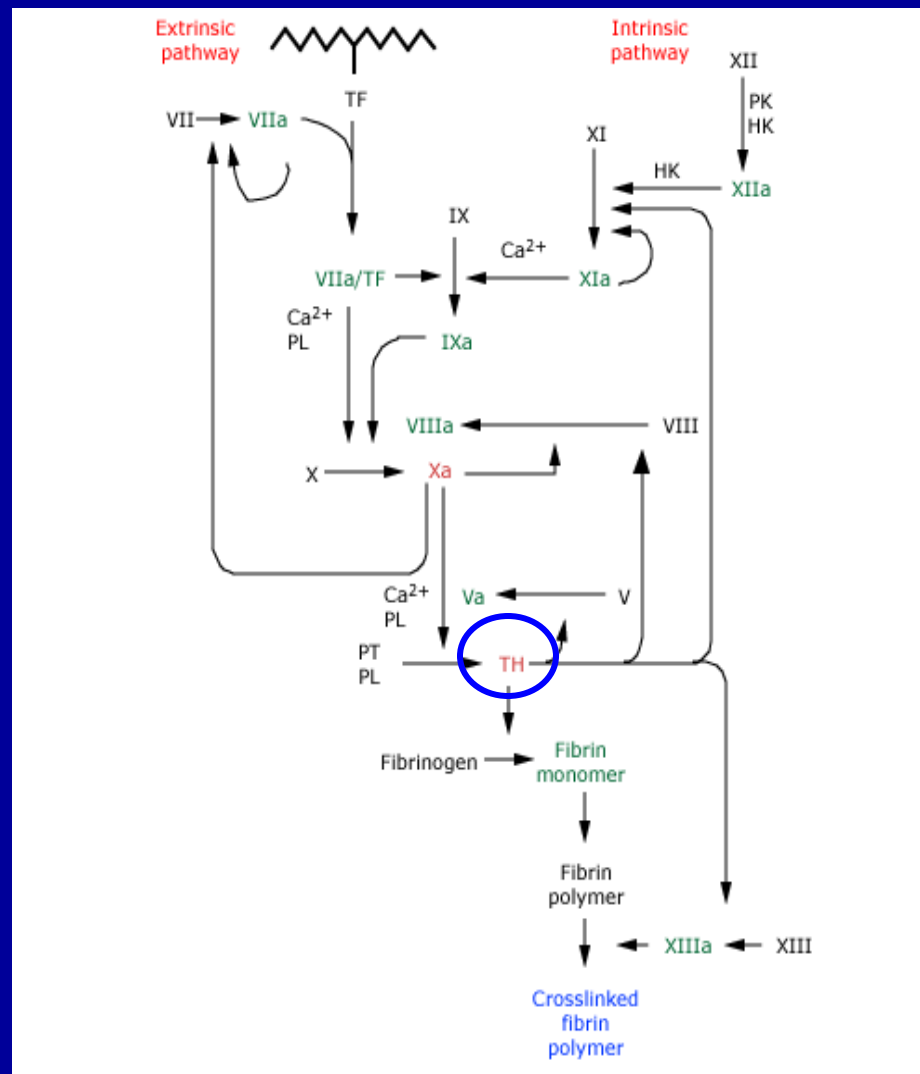 Extrinsic
pathway
Intrinsic
pathway
XII
TF
PK
HK
VII
VIIa
XI
HK
XIIa
IX
Ca2+
VIIa/TF
XIa
Ca2+
PL
IXa
VIIIa
VIII
X
Xa
Ca2+
PL
Va
V
PT
PL
TH
Fibrinogen
Fibrin
monomer
Fibrin
polymer
XIIIa
XIII
Crosslinked
fibrin
polymer